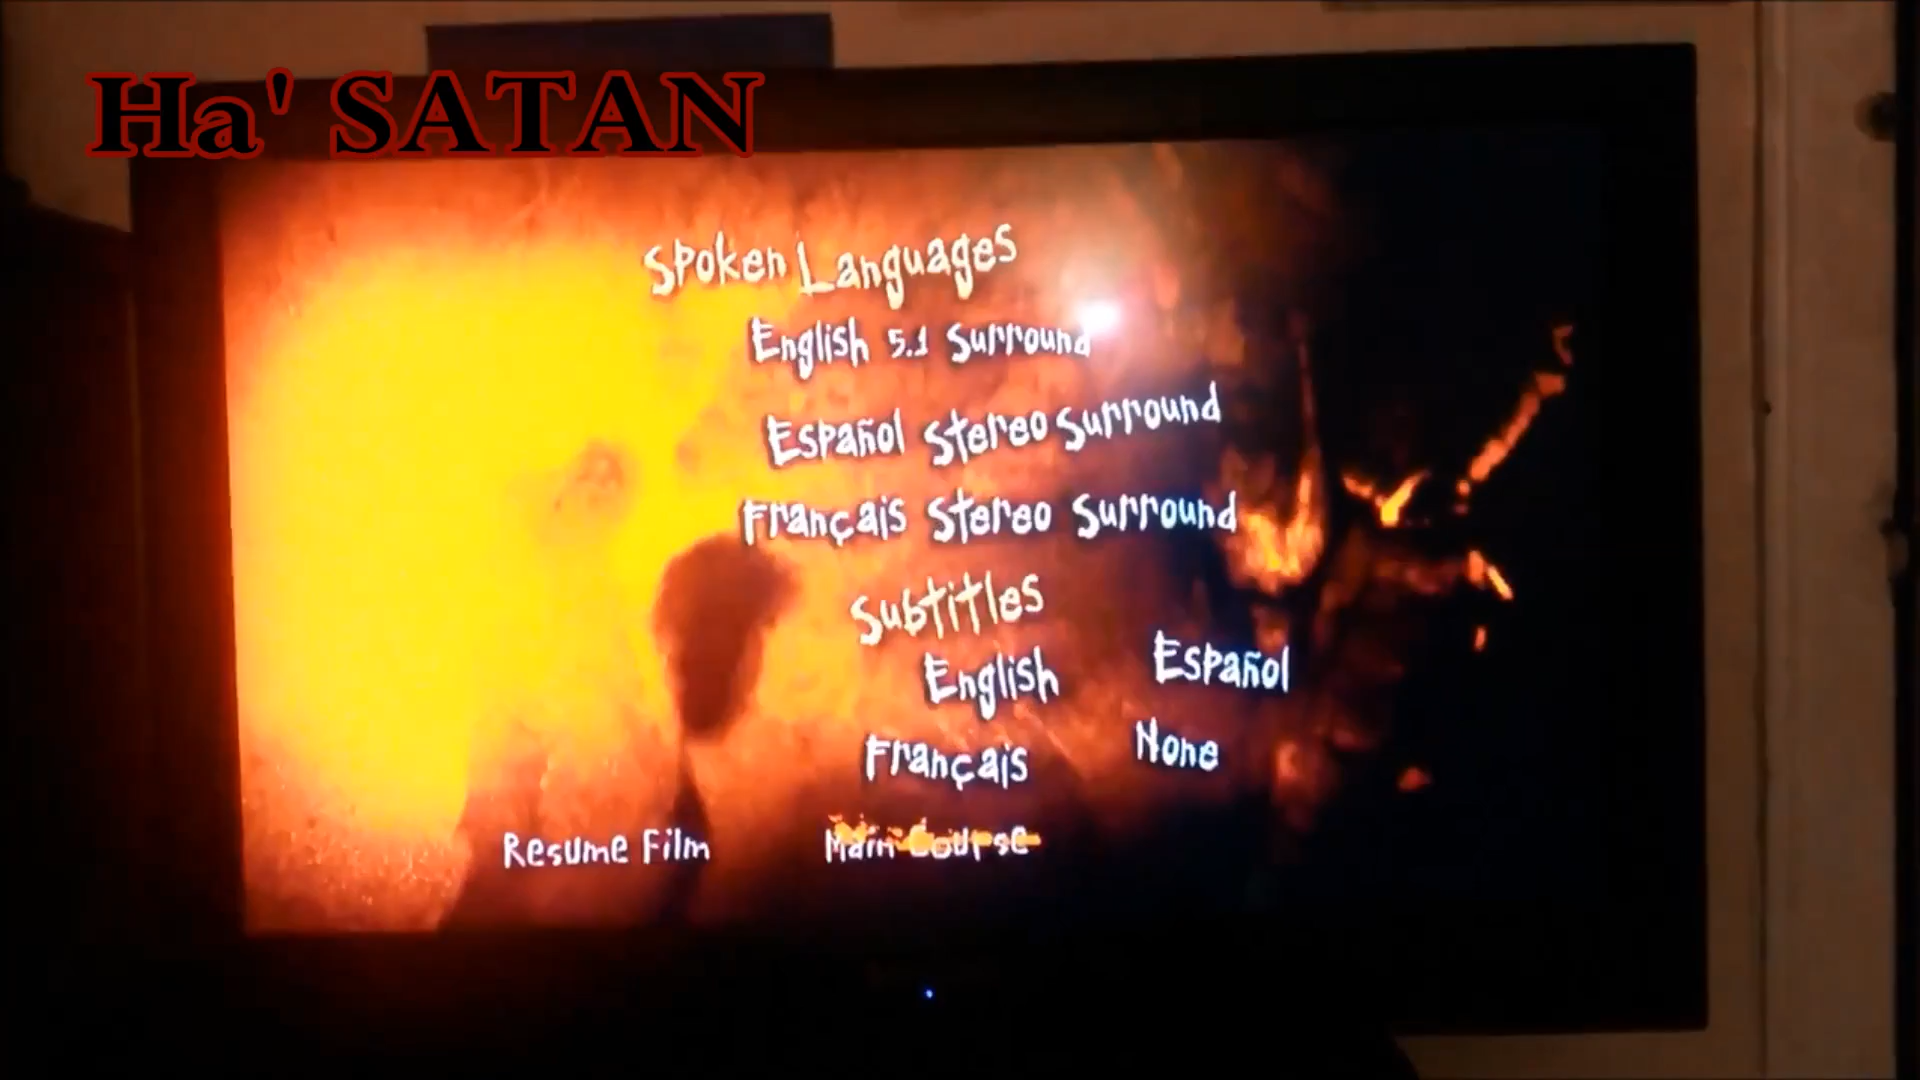 Ha' SATAN
Spoken Languages
English 5.1 Surround
Español Stereo Surround
Français Stereo Surround
Subtitles
English Español
Français None
Resume Film Main Course